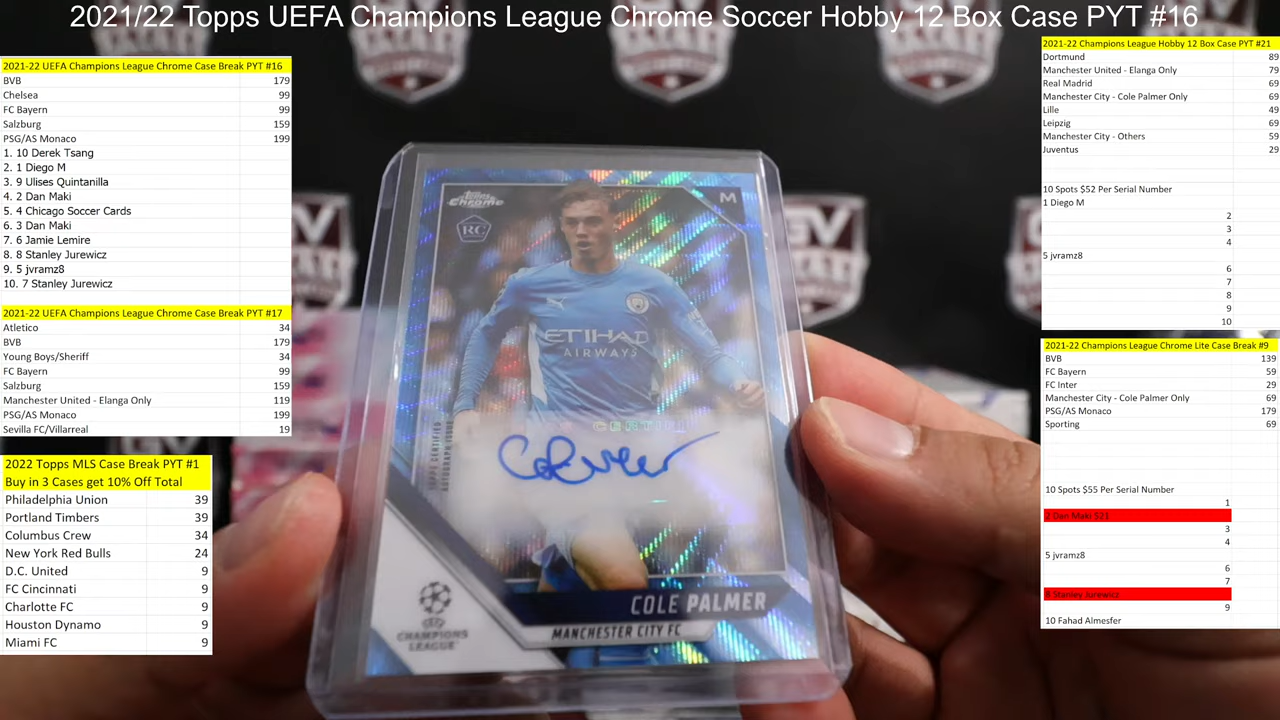 2021/22 Topps UEFA Champions League Chrome Soccer Hobby 12 Box Case PYT #16
2021-22 UEFA Champions League Chrome Case Break PYT #16
BVB 179
Chelsea 99
FC Bayern 99
Salzburg 159
PSG/AS Monaco 199
1. 10 Derek Tsang
2. 1 Diego M
3. 9 Ulises Quintanilla
4. 2 Dan Maki
5. 4 Chicago Soccer Cards
6. 3 Dan Maki
7. 6 Jamie Lemire
8. 8 Stanley Jurewicz
9. 5 jvramz8
10. 7 Stanley Jurewicz
2021-22 UEFA Champions League Chrome Case Break PYT #17
Atletico 34
BVB 179
Young Boys/Sheriff 34
FC Bayern 99
Salzburg 159
Manchester United - Elanga Only 119
PSG/AS Monaco 199
Sevilla FC/Villarreal 19
2022 Topps MLS Case Break PYT #1
Buy in 3 Cases get 10% Off Total
Philadelphia Union 39
Portland Timbers 39
Columbus Crew 34
New York Red Bulls 24
D.C. United 9
FC Cincinnati 9
Charlotte FC 9
Houston Dynamo 9
Miami FC 9
Topps
Chrome
RC
M
ETIHAD
AIRWAYS
TOPPS CERTIFIED
AUTOGRAPH ISSUE
COLE PALMER
MANCHESTER CITY FC
UEFA
CHAMPIONS
LEAGUE
2021-22 Champions League Hobby 12 Box Case PYT #21
Dortmund 89
Manchester United - Elanga Only 79
Real Madrid 69
Manchester City - Cole Palmer Only 69
Lille 49
Leipzig 69
Manchester City - Others 59
Juventus 29
10 Spots $52 Per Serial Number
1 Diego M
2
3
4
5 jvramz8
6
7
8
9
10
2021-22 Champions League Chrome Lite Case Break #9
BVB 139
FC Bayern 59
FC Inter 29
Manchester City - Cole Palmer Only 69
PSG/AS Monaco 179
Sporting 69
10 Spots $55 Per Serial Number
1
2 Dan Maki 525
3
4
5 jvramz8
6
7
8 Stanley Jurewicz
9
10 Fahad Almesfer